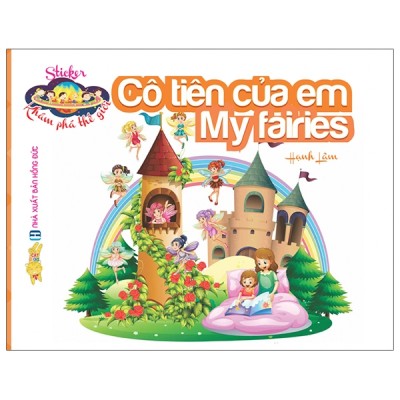 Sticker
Khám phá thế giới
Cô tiên của em
My fairies
Hạnh Lâm
NHÀ XUẤT BẢN HỒNG ĐỨC